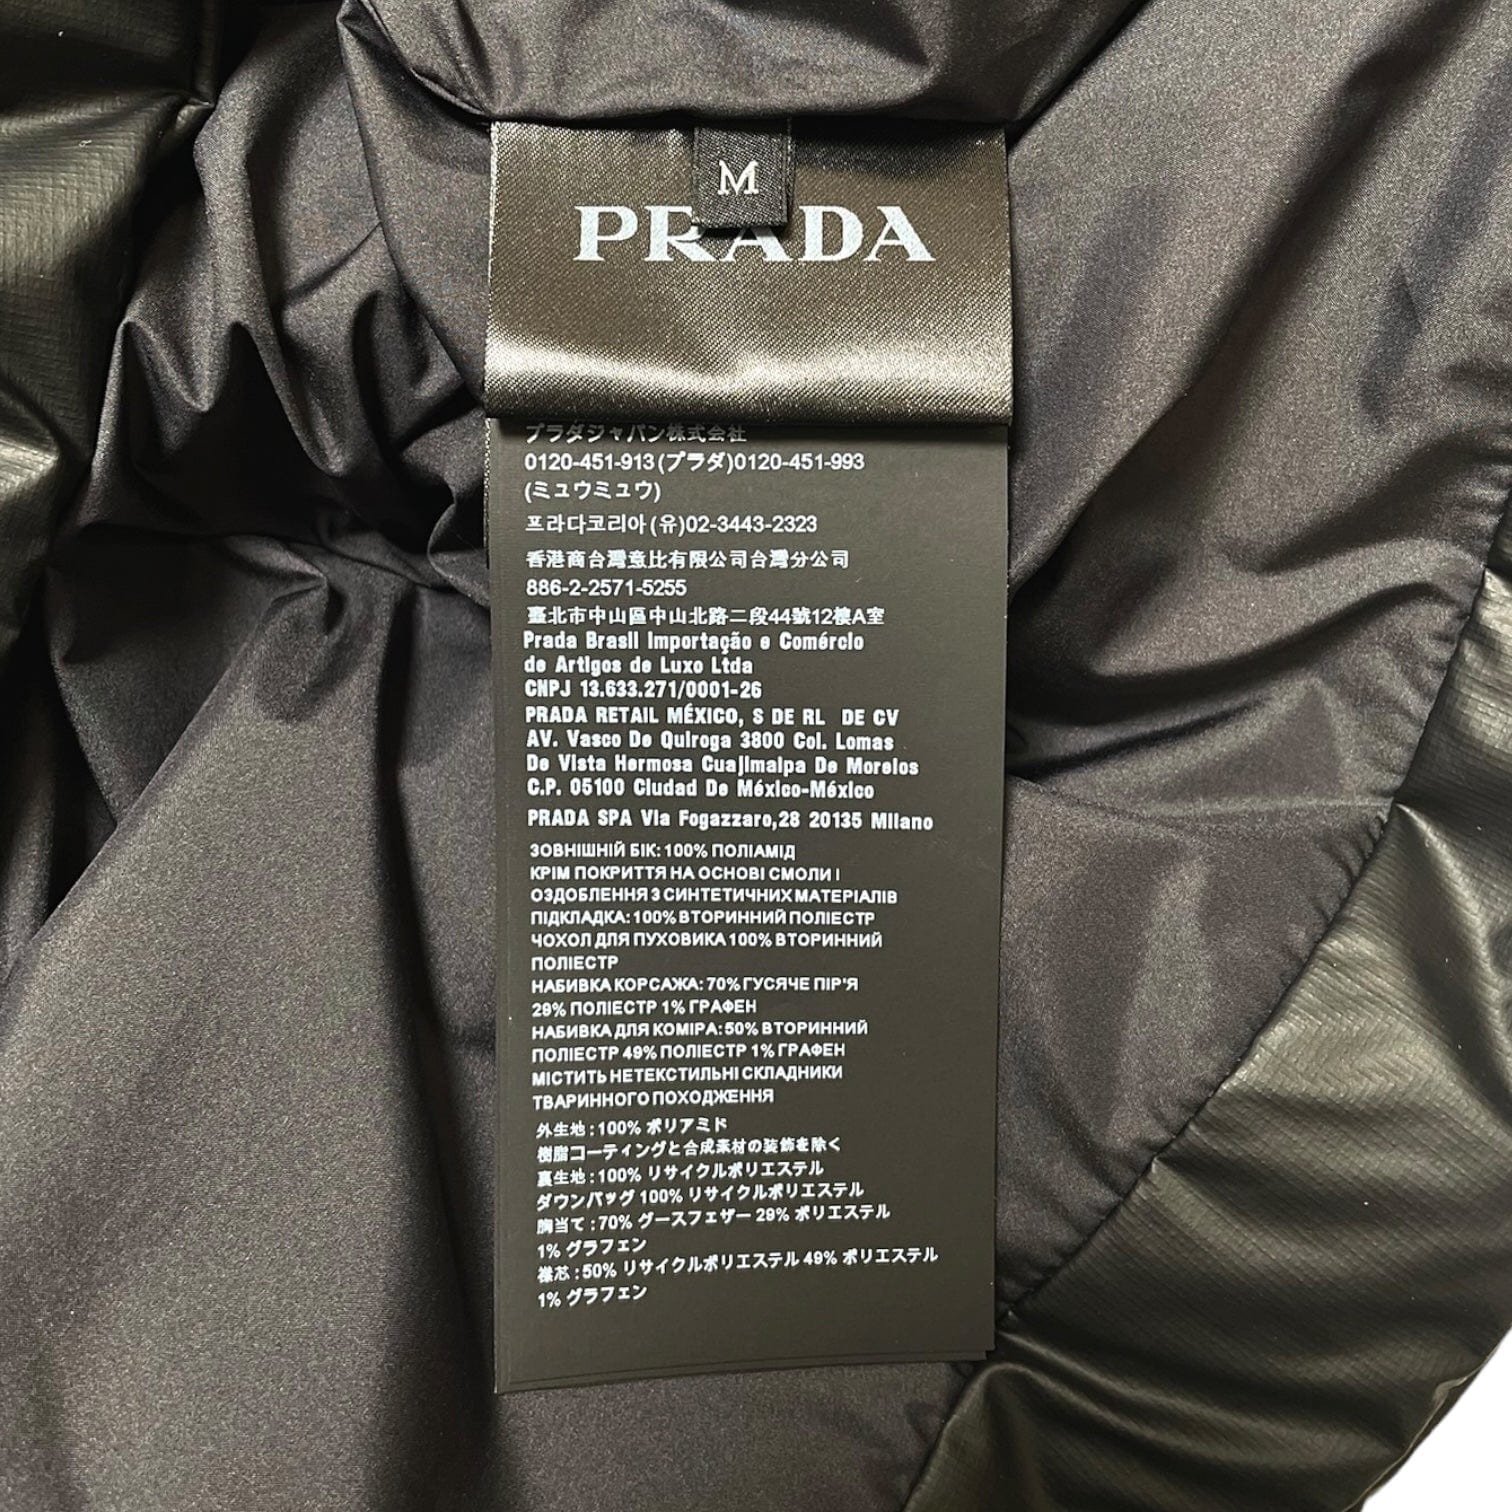 M
PRADA
プラダジャパン株式会社
0120-451-913(プラダ)0120-451-993
(ミュウミュウ)
프라다코리아(유)02-3443-2323
香港商台灣意比有限公司台灣分公司
886-2-2571-5255
臺北市中山區中山北路二段44號12樓A室
Prada Brasil Importação e Comércio
de Artigos de Luxo Ltda
CNPJ 13.633.271/0001-26
PRADA RETAIL MÉXICO, S DE RL DE CV
AV. Vasco De Quiroga 3800 Col. Lomas
De Vista Hermosa Cuajimalpa De Morelos
C.P. 05100 Ciudad De México-México
PRADA SPA Via Fogazzaro,28 20135 Milano
ЗОВНІШНІЙ БІК: 100% ПОЛІАМІД
КРІМ ПОКРИТТЯ НА ОСНОВІ СМОЛИ І
ОЗДОБЛЕННЯ З СИНТЕТИЧНИХ МАТЕРІАЛІВ
ПІДКЛАДКА: 100% ВТОРИННИЙ ПОЛІЕСТР
ЧОХОЛ ДЛЯ ПУХОВИКА 100% ВТОРИННИЙ
ПОЛІЕСТР
НАБИВКА КОРСАЖА: 70% ГУСЯЧЕ ПІР'Я
29% ПОЛІЕСТР 1% ГРАФЕН
НАБИВКА ДЛЯ КОМІРА: 50% ВТОРИННИЙ
ПОЛІЕСТР 49% ПОЛІЕСТР 1% ГРАФЕН
МІСТИТЬ НЕТЕКСТИЛЬНІ СКЛАДНИКИ
ТВАРИННОГО ПОХОДЖЕННЯ
外生地:100% ポリアミド
樹脂コーティングと合成素材の装飾を除く
裏生地:100% リサイクルポリエステル
ダウンバッグ 100% リサイクルポリエステル
胸当て:70% グースフェザー 29% ポリエステル
1% グラフェン
襟芯:50% リサイクルポリエステル 49% ポリエステル
1% グラフェン